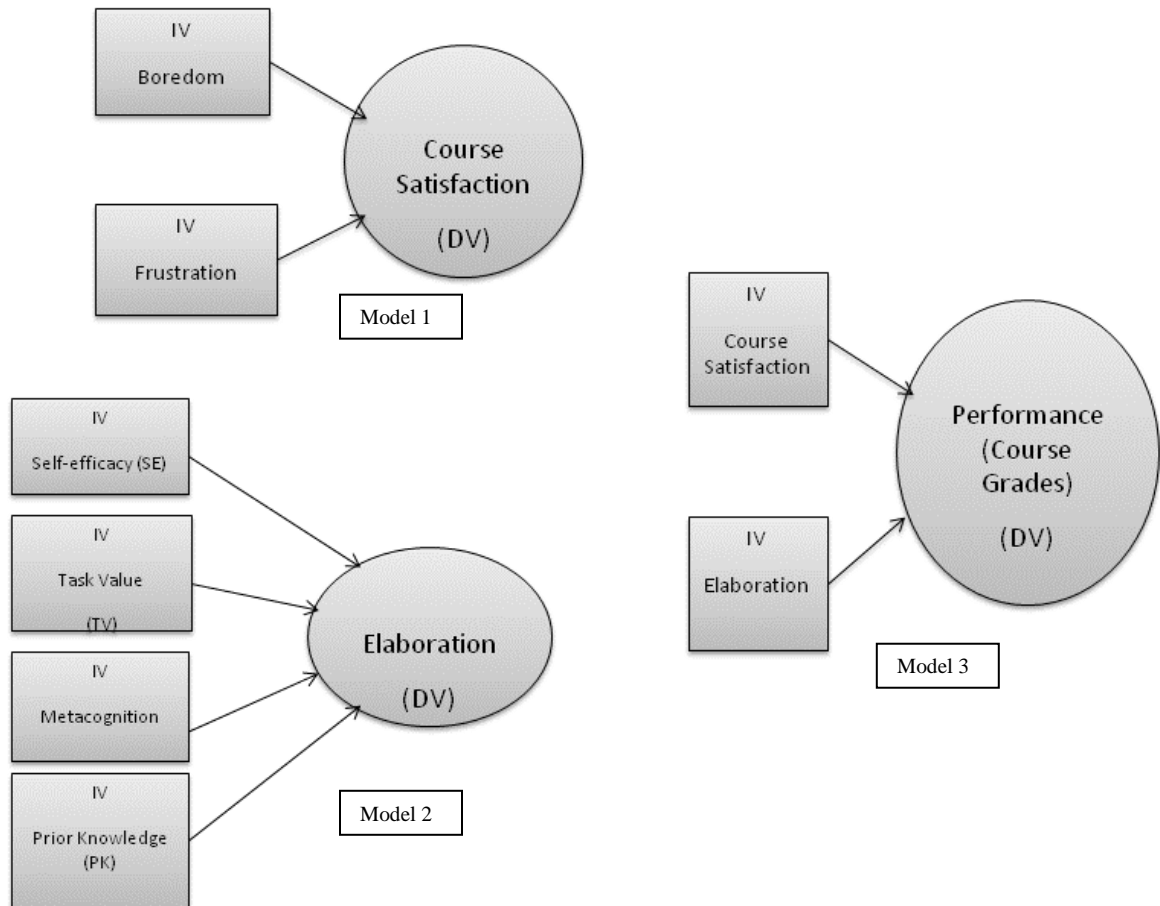 IV
Boredom
Course
Satisfaction
(DV)
IV
Frustration
Model 1
IV
Self-efficacy (SE)
IV
Task Value
(TV)
IV
Metacognition
IV
Prior Knowledge
(PK)
Elaboration
(DV)
Model 2
IV
Course
Satisfaction
IV
Elaboration
Performance
(Course
Grades)
(DV)
Model 3